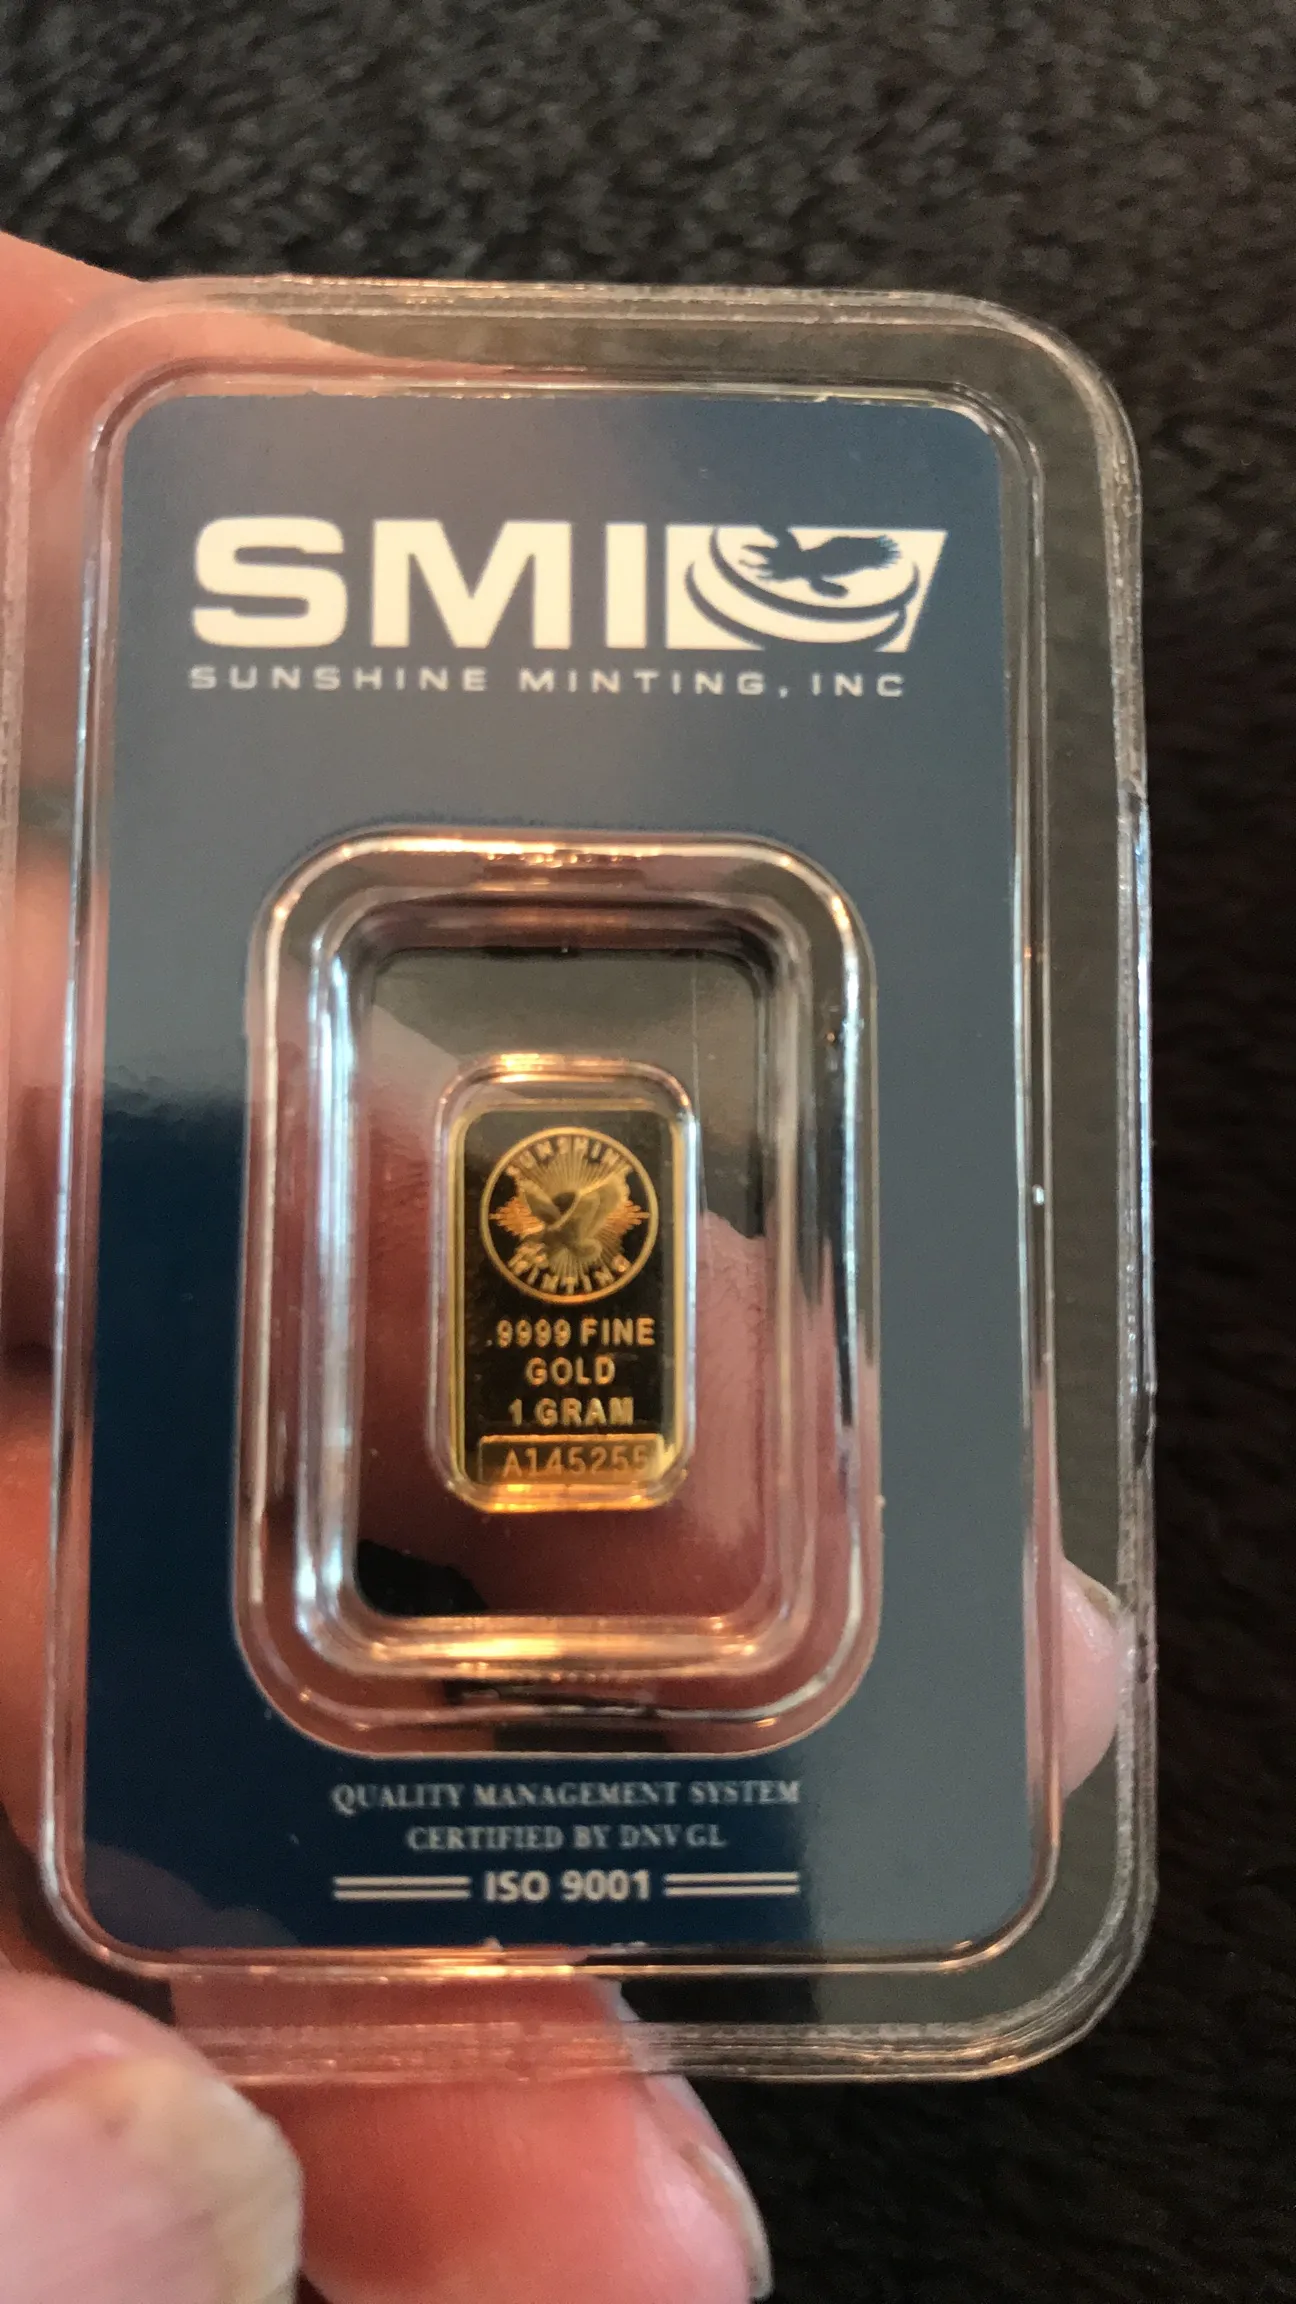 SMI
SUNSHINE MINTING, INC
SUNSHINE
MINTING
.9999 FINE
GOLD
1 GRAM
A145255
QUALITY MANAGEMENT SYSTEM
CERTIFIED BY DNV GL
ISO 9001